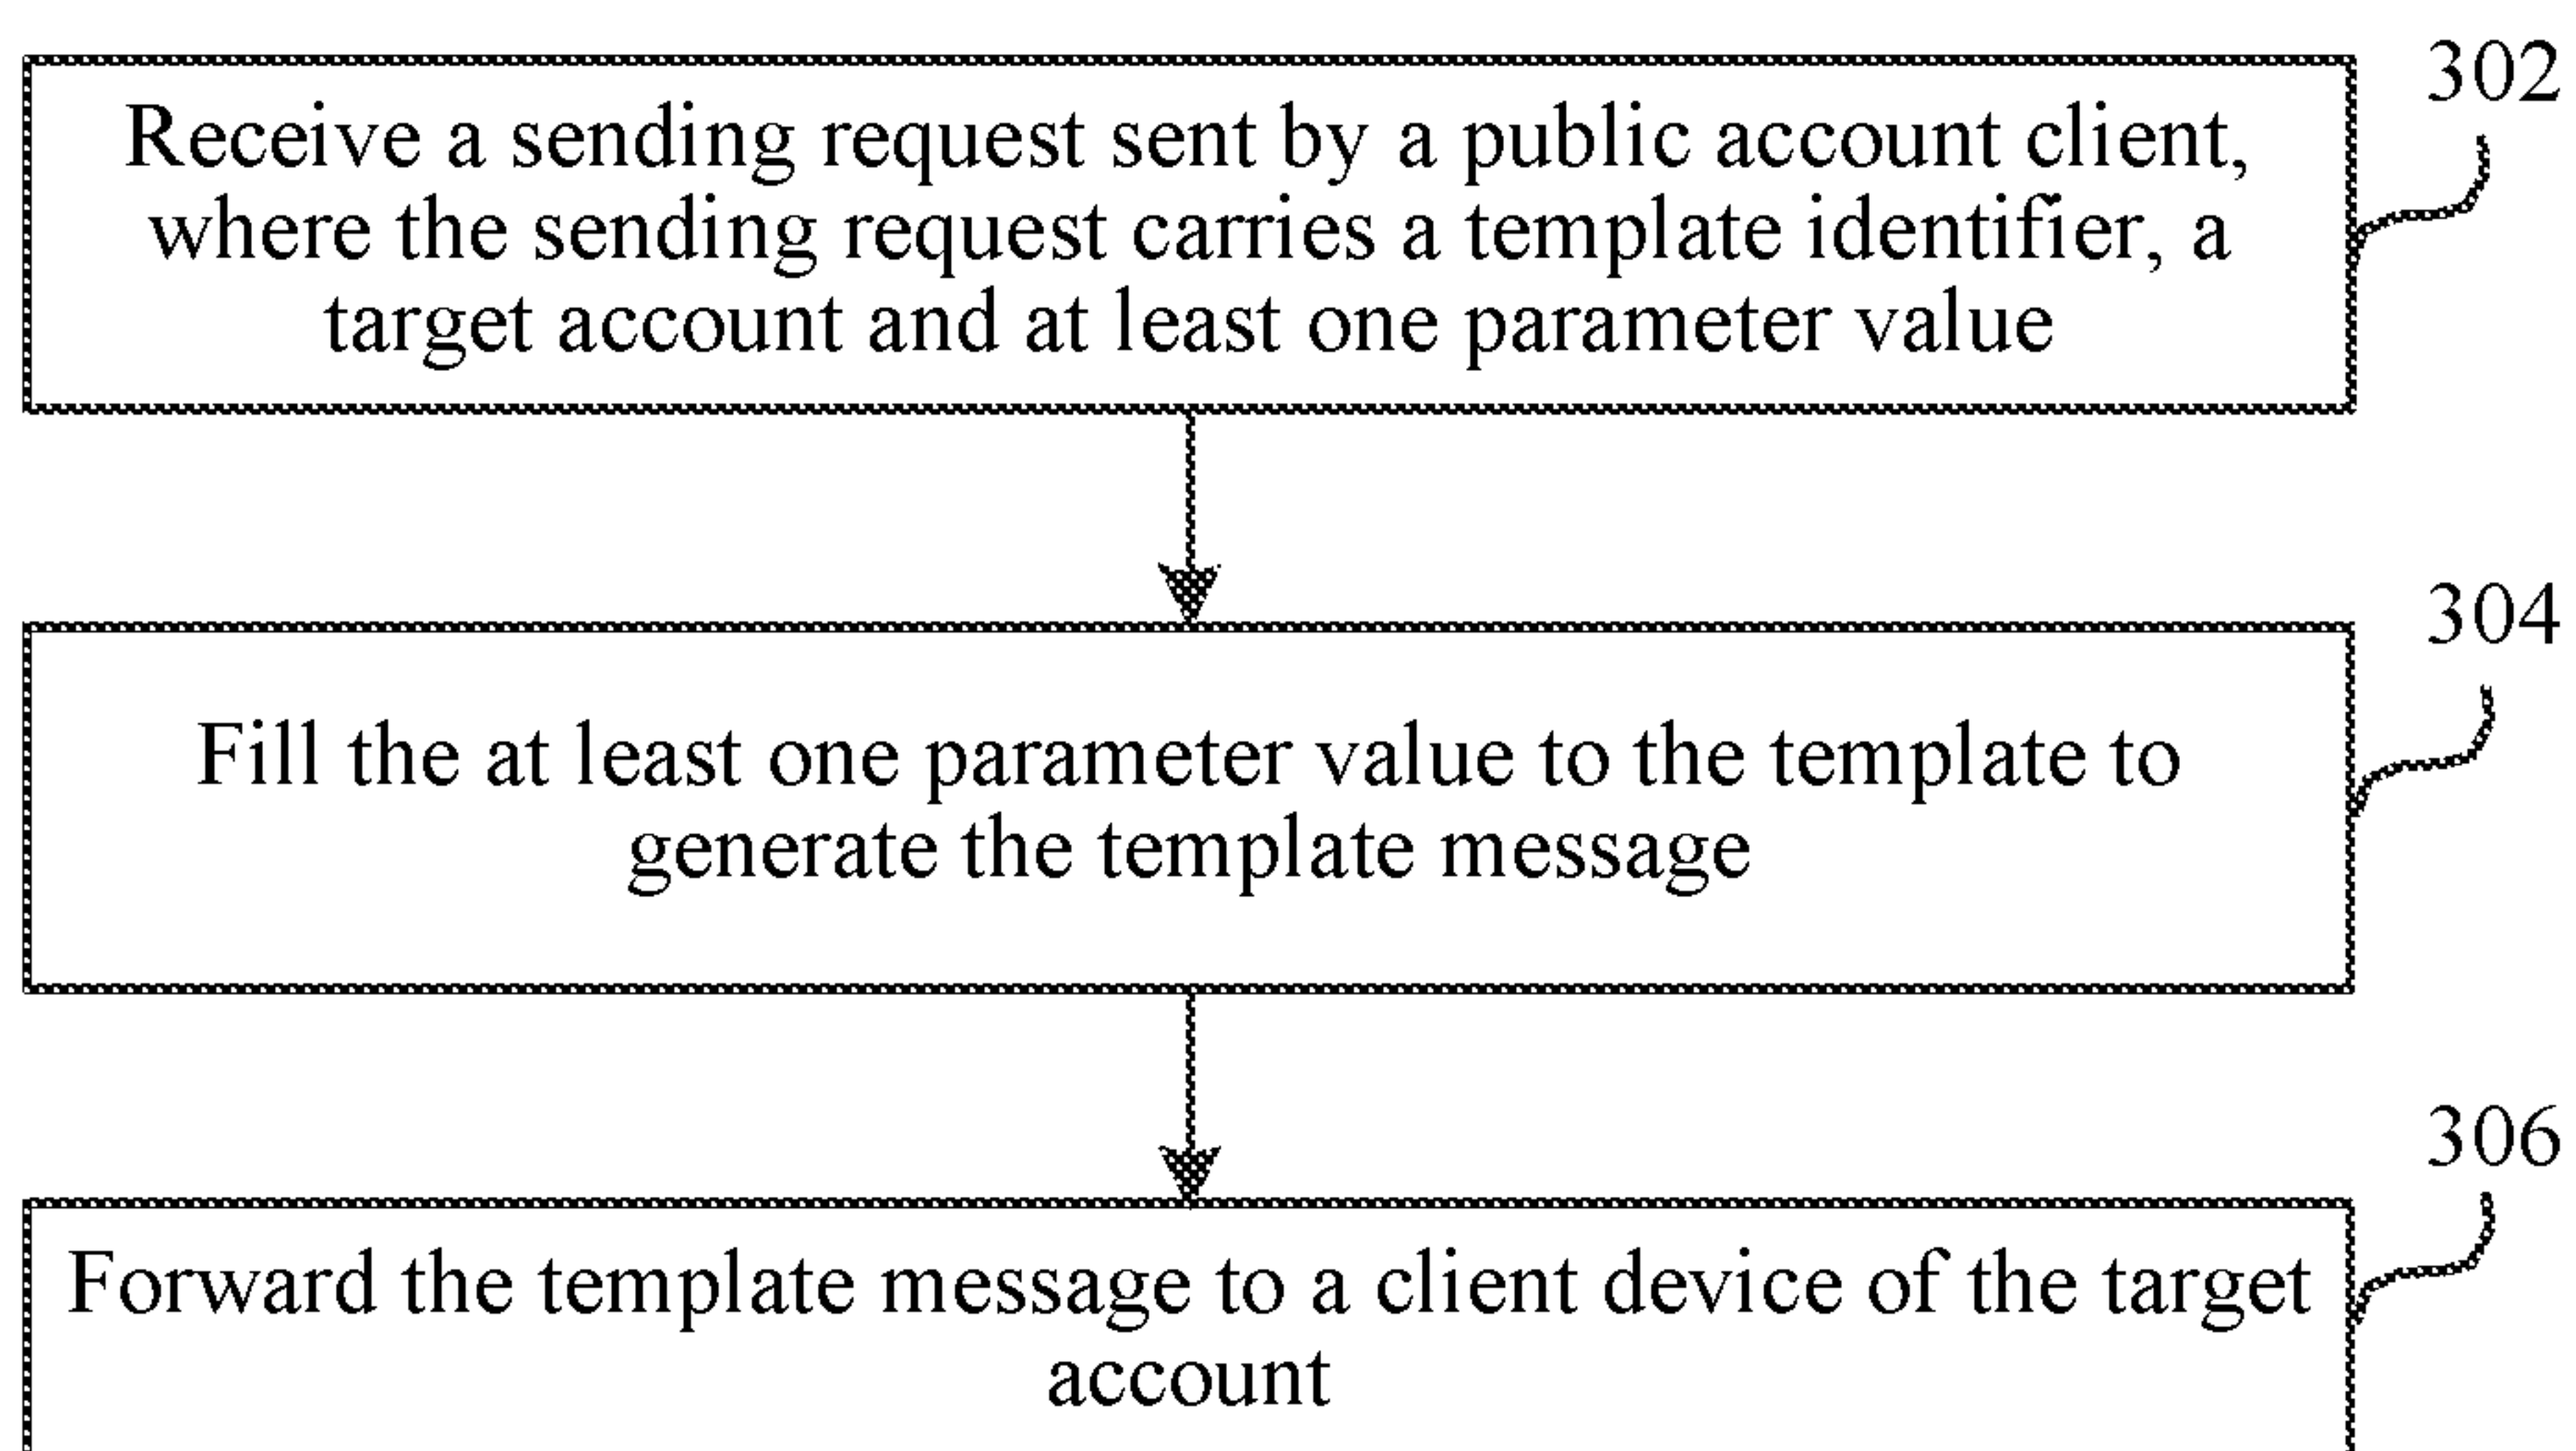 302
Receive a sending request sent by a public account client,
where the sending request carries a template identifier, a
target account and at least one parameter value
304
Fill the at least one parameter value to the template to
generate the template message
306
Forward the template message to a client device of the target
account